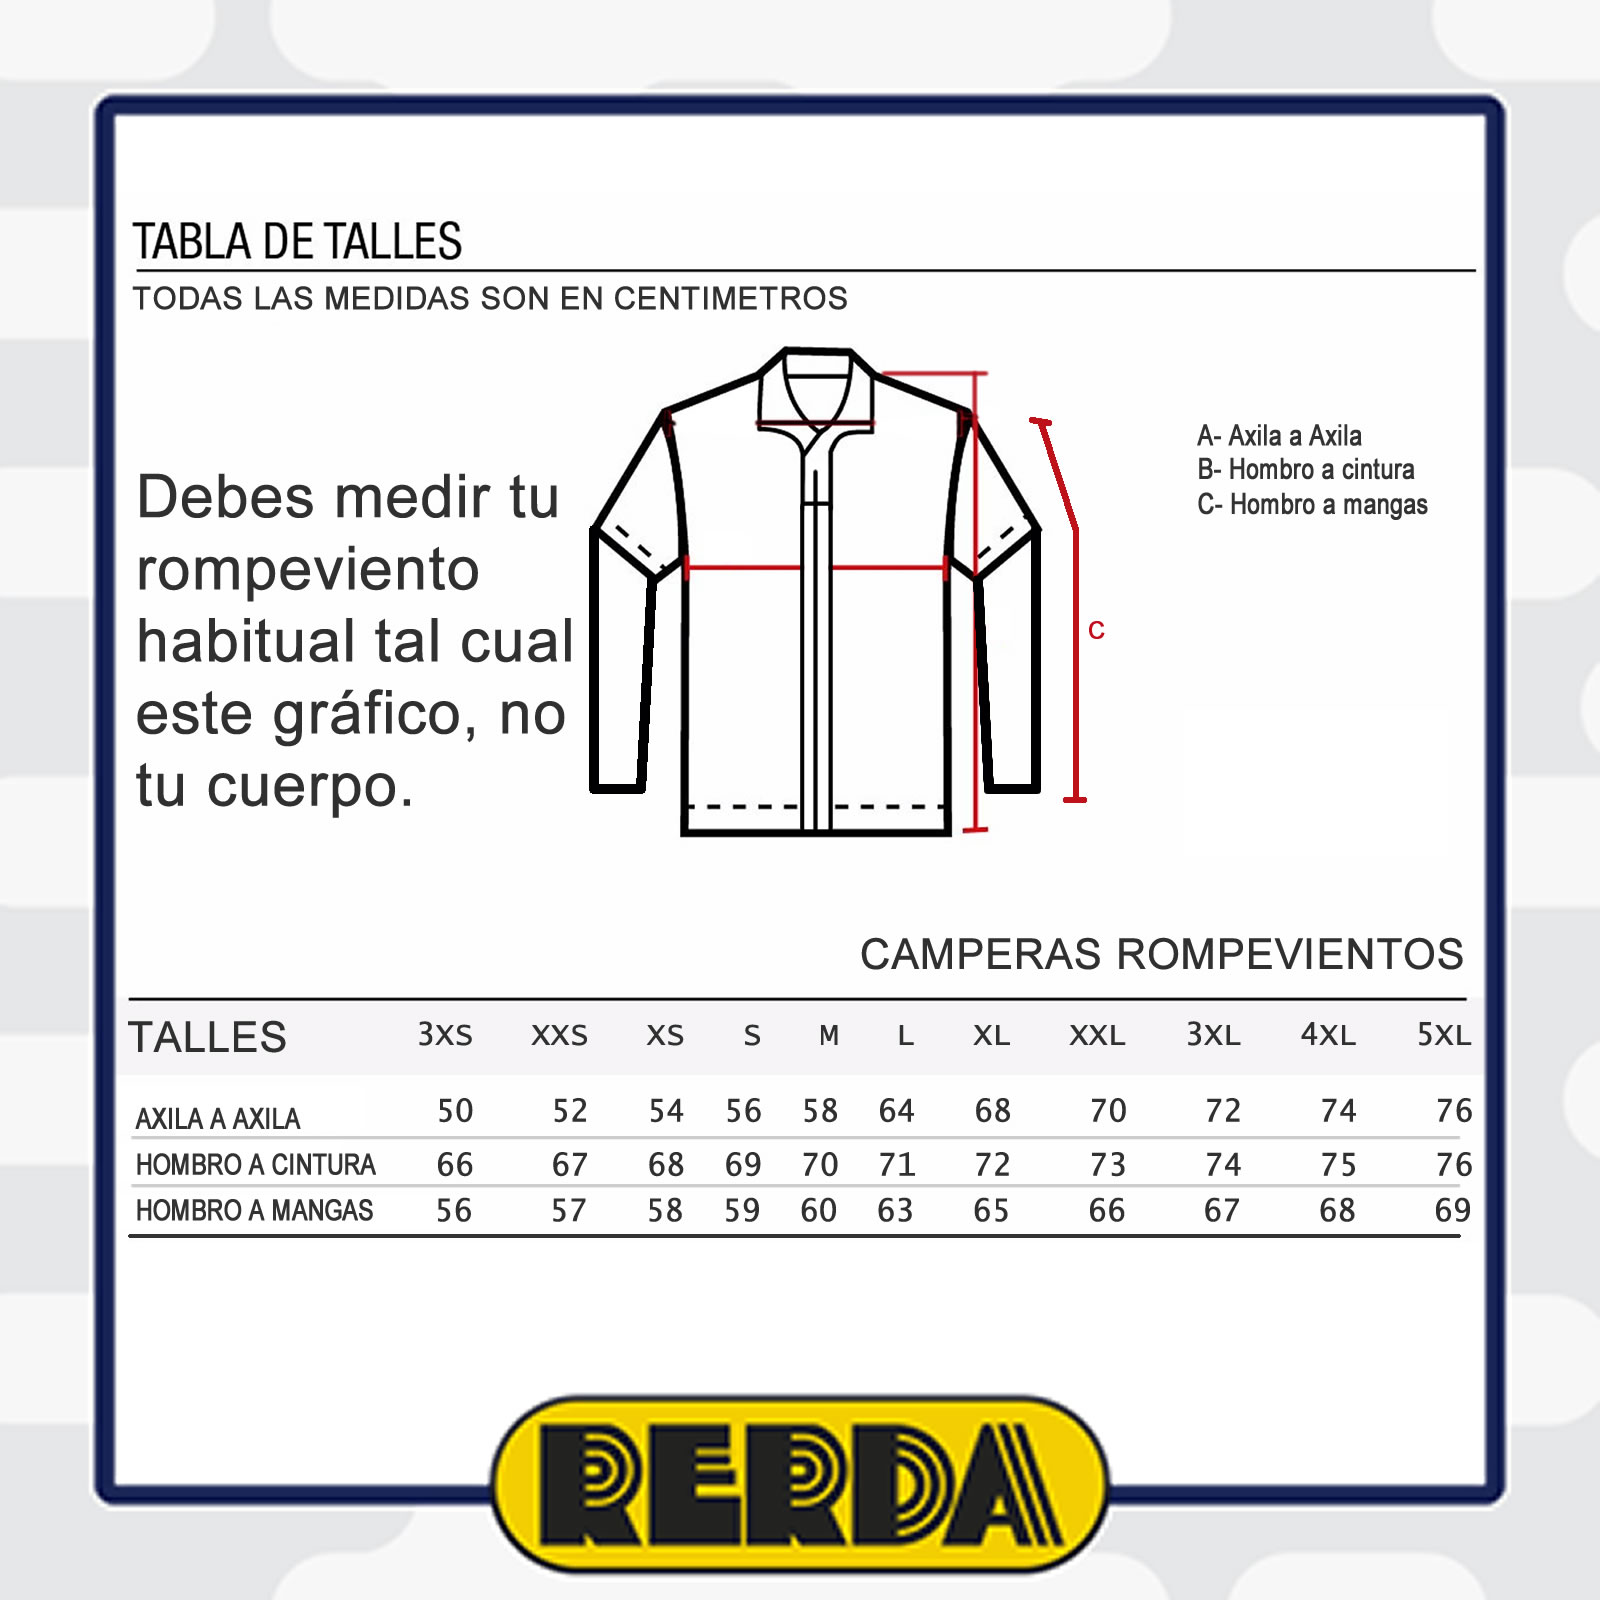 TABLA DE TALLES
TODAS LAS MEDIDAS SON EN CENTIMETROS
Debes medir tu
rompeviento
habitual tal cual
este gráfico, no
tu cuerpo.
A- Axila a Axila
B- Hombro a cintura
C- Hombro a mangas
C
CAMPERAS ROMPEVIENTOS
TALLES 3XS XXS XS S M L XL XXL 3XL 4XL 5XL
AXILA A AXILA 50 52 54 56 58 64 68 70 72 74 76
HOMBRO A CINTURA 66 67 68 69 70 71 72 73 74 75 76
HOMBRO A MANGAS 56 57 58 59 60 63 65 66 67 68 69
RERDA